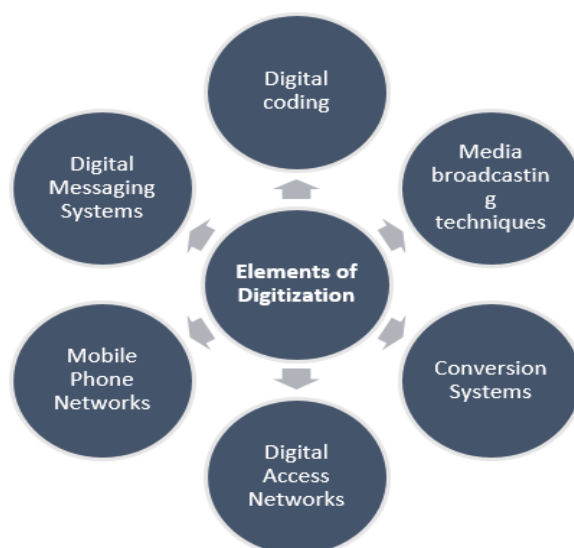 Digital
coding
Media
broadcastin
g
techniques
Conversion
Systems
Digital
Access
Networks
Mobile
Phone
Networks
Digital
Messaging
Systems
Elements of
Digitization